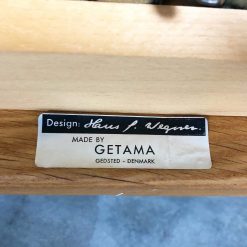 Design: Hans J. Wegner.
MADE BY
GETAMA
GEDSTED - DENMARK